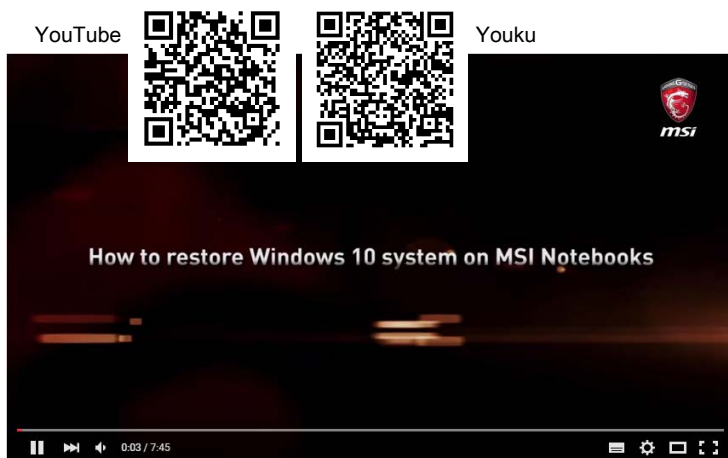 YouTube
Youku
msi
How to restore Windows 10 system on MSI Notebooks
0:03 / 7:45